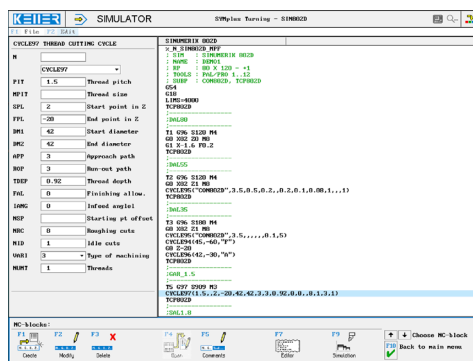 KELLER
SIMULATOR
SYMplus Turning - SIN802D
F1 File F2 Edit
CYCLE97 THREAD CUTTING CYCLE
N
CYCLE97
PIT 1.5 Thread pitch
MPIT Thread size
SPL 2 Start point in Z
FPL -20 End point in Z
DM1 42 Start diameter
DM2 42 End diameter
APP 3 Approach path
ROP 3 Run-out path
TDEP 0.92 Thread depth
FAL 0 Finishing allow.
IANG 0 Infeed angle1
NSP Starting pt offset
NRC 8 Roughing cuts
NID 1 Idle cuts
VARI 3 Type of machining
NUMT 1 Threads
SINUMERIK 802D
%_N_SIN802D_MPF
; SIM : SINUMERIK 802D
; NAME : DEMO1
; RP : 80 X 120 - +1
; TOOLS : PAL/PRO 1..12
; SUBP : CON802D, TCP802D
G54
G18
LIMS=4000
TCP802D
;----------------
;DAL80
;----------------
T1 G96 S120 M4
G0 X82 Z0 M8
G1 X-1.6 F0.2
TCP802D
;----------------
;DAL55
;----------------
T2 G96 S120 M4
G0 X82 Z1 M8
CYCLE95("CON802D",3.5,0.5,0.2,,0.2,0.1,0.08,1,,,1)
TCP802D
;----------------
;DAL35
;----------------
T3 G96 S180 M4
G0 X82 Z1 M8
CYCLE95("CON802D",3.5,,,,,,0.1,5)
CYCLE94(45,-60,"F")
G0 Z-20
CYCLE96(42,-30,"A")
TCP802D
;----------------
;GAR_1.5
;----------------
T5 G97 S909 M3
CYCLE97(1.5,,2,-20,42,42,3,3,0.92,0,0,,8,1,3,1)
TCP802D
;----------------
;SAL1.8
NC-blocks:
F1
Create
F2
Modify
F3
Delete
F4
Open
F5
Comments
F7
Editor
F9
Simulation
Choose NC-block
F10 Back to main menu